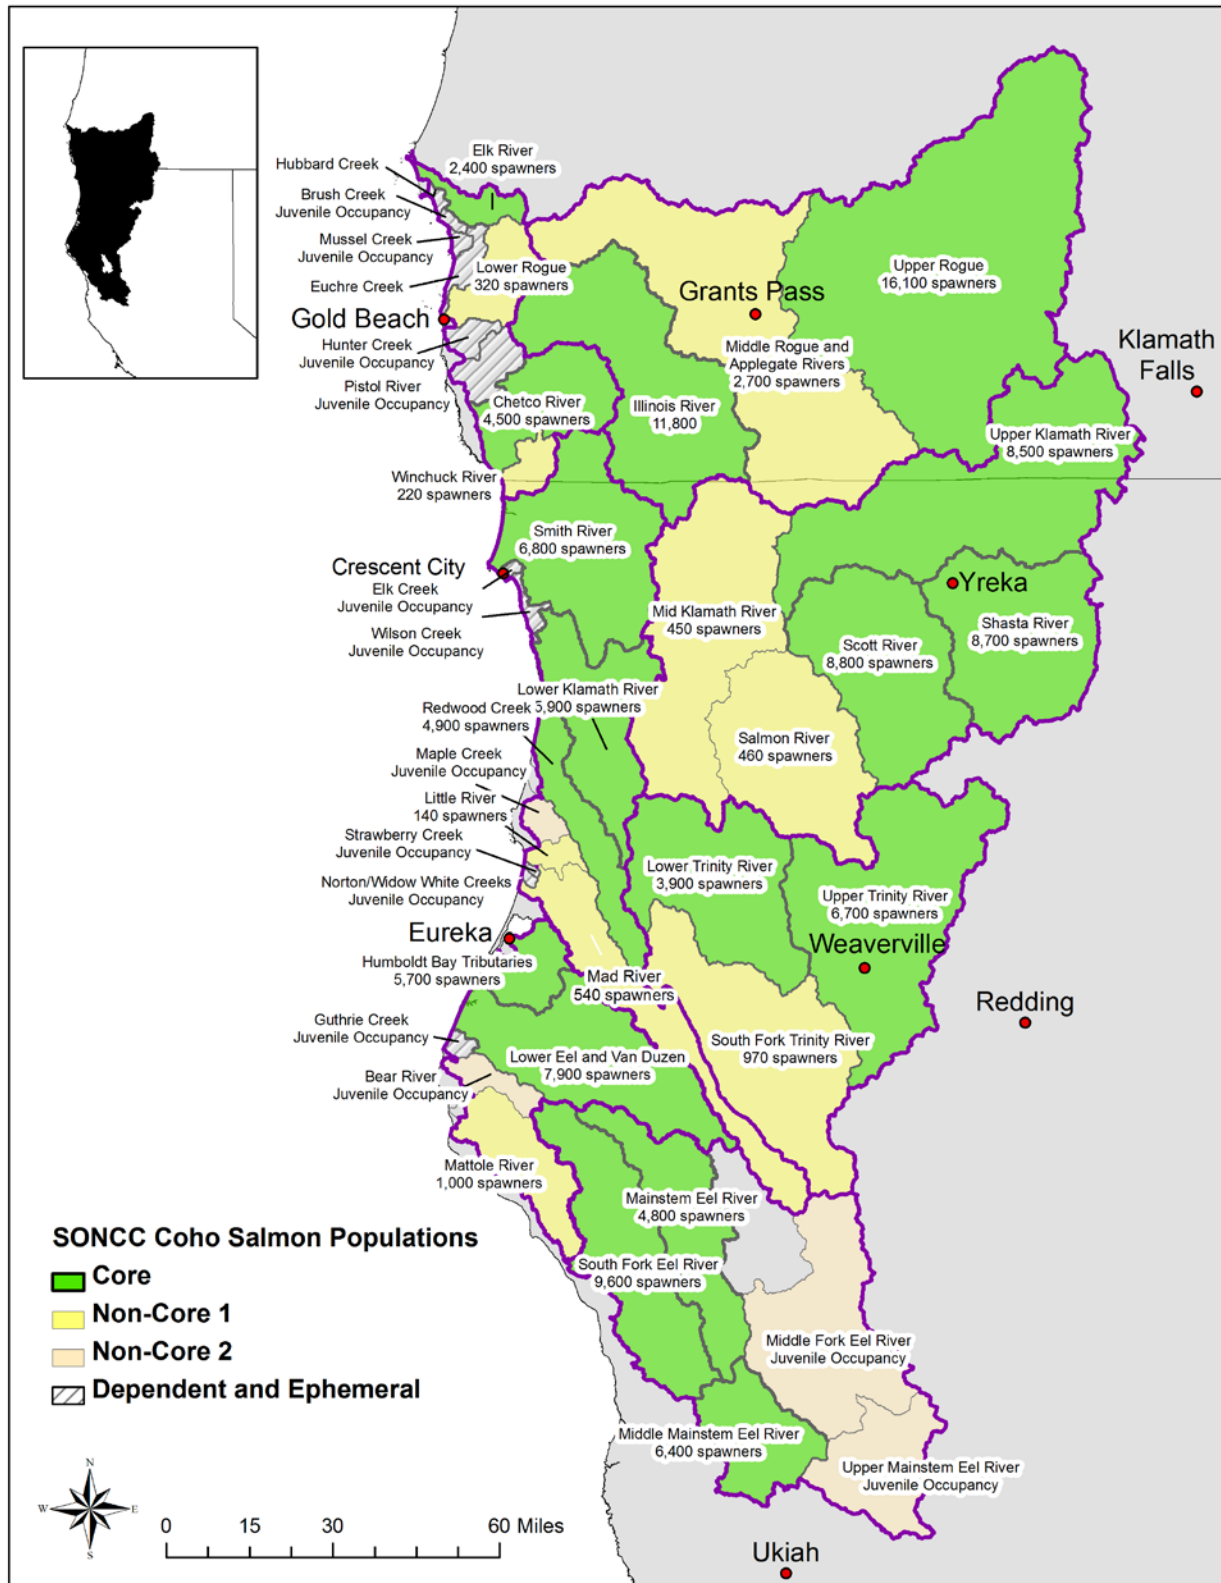 Elk River
2,400 spawners
Hubbard Creek
Brush Creek
Juvenile Occupancy
Mussel Creek
Juvenile Occupancy
Euchre Creek
Lower Rogue
320 spawners
Upper Rogue
16,100 spawners
Grants Pass
Gold Beach
Hunter Creek
Juvenile Occupancy
Pistol River
Juvenile Occupancy
Klamath
Falls
Middle Rogue and
Applegate Rivers
2,700 spawners
Chetco River
4,500 spawners
Illinois River
11,800
Upper Klamath River
8,500 spawners
Winchuck River
220 spawners
Smith River
6,800 spawners
Crescent City
Elk Creek
Juvenile Occupancy
Wilson Creek
Juvenile Occupancy
Yreka
Mid Klamath River
450 spawners
Scott River
8,800 spawners
Shasta River
8,700 spawners
Lower Klamath River
5,900 spawners
Redwood Creek
4,900 spawners
Salmon River
460 spawners
Maple Creek
Juvenile Occupancy
Little River
140 spawners
Strawberry Creek
Juvenile Occupancy
Norton/Widow White Creeks
Juvenile Occupancy
Lower Trinity River
3,900 spawners
Upper Trinity River
6,700 spawners
Eureka
Weaverville
Humboldt Bay Tributaries
5,700 spawners
Mad River
540 spawners
Redding
Guthrie Creek
Juvenile Occupancy
South Fork Trinity River
970 spawners
Lower Eel and Van Duzen
7,900 spawners
Bear River
Juvenile Occupancy
Mattole River
1,000 spawners
Mainstem Eel River
4,800 spawners
South Fork Eel River
9,600 spawners
Middle Fork Eel River
Juvenile Occupancy
Middle Mainstem Eel River
6,400 spawners
Upper Mainstem Eel River
Juvenile Occupancy
Ukiah
SONCC Coho Salmon Populations
Core
Non-Core 1
Non-Core 2
Dependent and Ephemeral
N
W
E
S
0 15 30 60 Miles